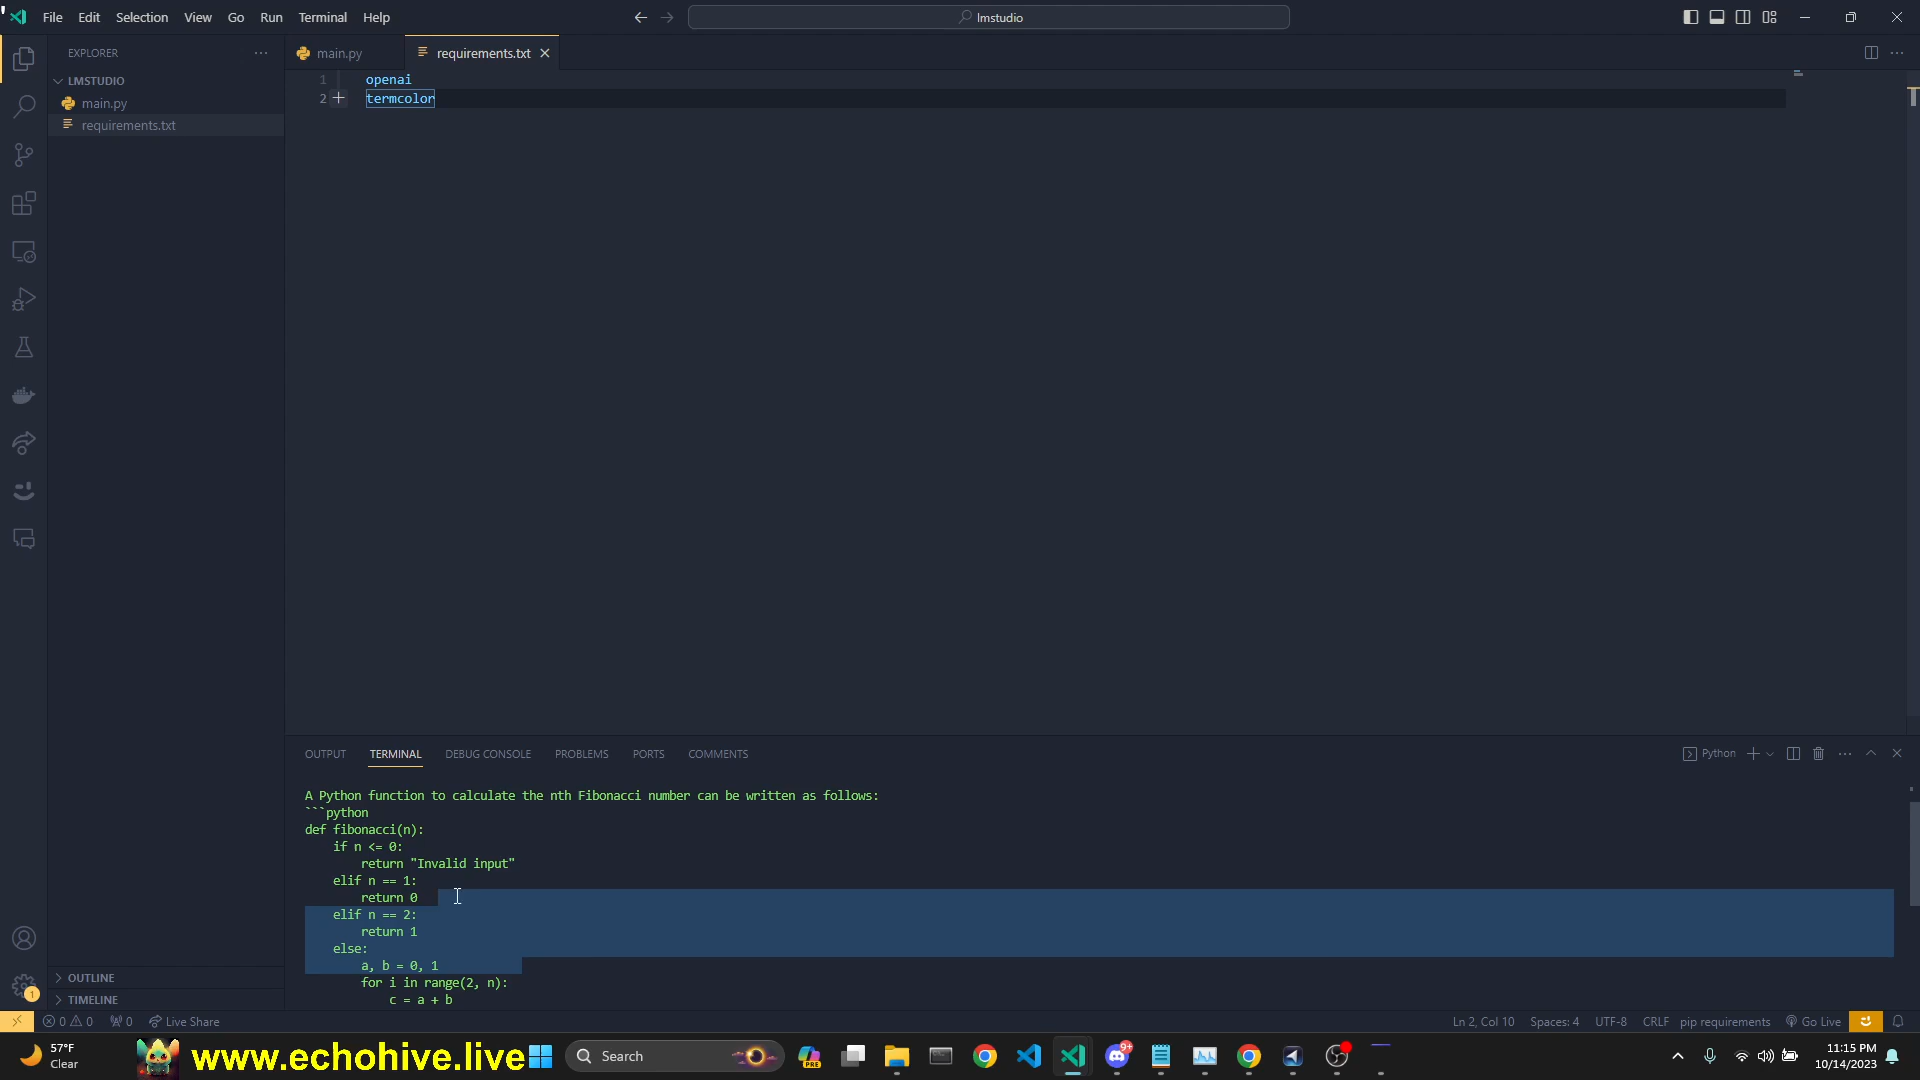 File Edit Selection View Go Run Terminal Help
lmstudio
EXPLORER
main.py
requirements.txt
LMSTUDIO
main.py
requirements.txt
1 openai
2 termcolor
OUTPUT TERMINAL DEBUG CONSOLE PROBLEMS PORTS COMMENTS
Python
A Python function to calculate the nth Fibonacci number can be written as follows:
```python
def fibonacci(n):
    if n <= 0:
        return "Invalid input"
    elif n == 1:
        return 0
    elif n == 2:
        return 1
    else:
        a, b = 0, 1
        for i in range(2, n):
            c = a + b
OUTLINE
TIMELINE
1
0 0 0 Live Share
Ln 2, Col 10 Spaces: 4 UTF-8 CRLF pip requirements Go Live
57°F
Clear
www.echohive.live
Search
PRE
9+
11:15 PM
10/14/2023